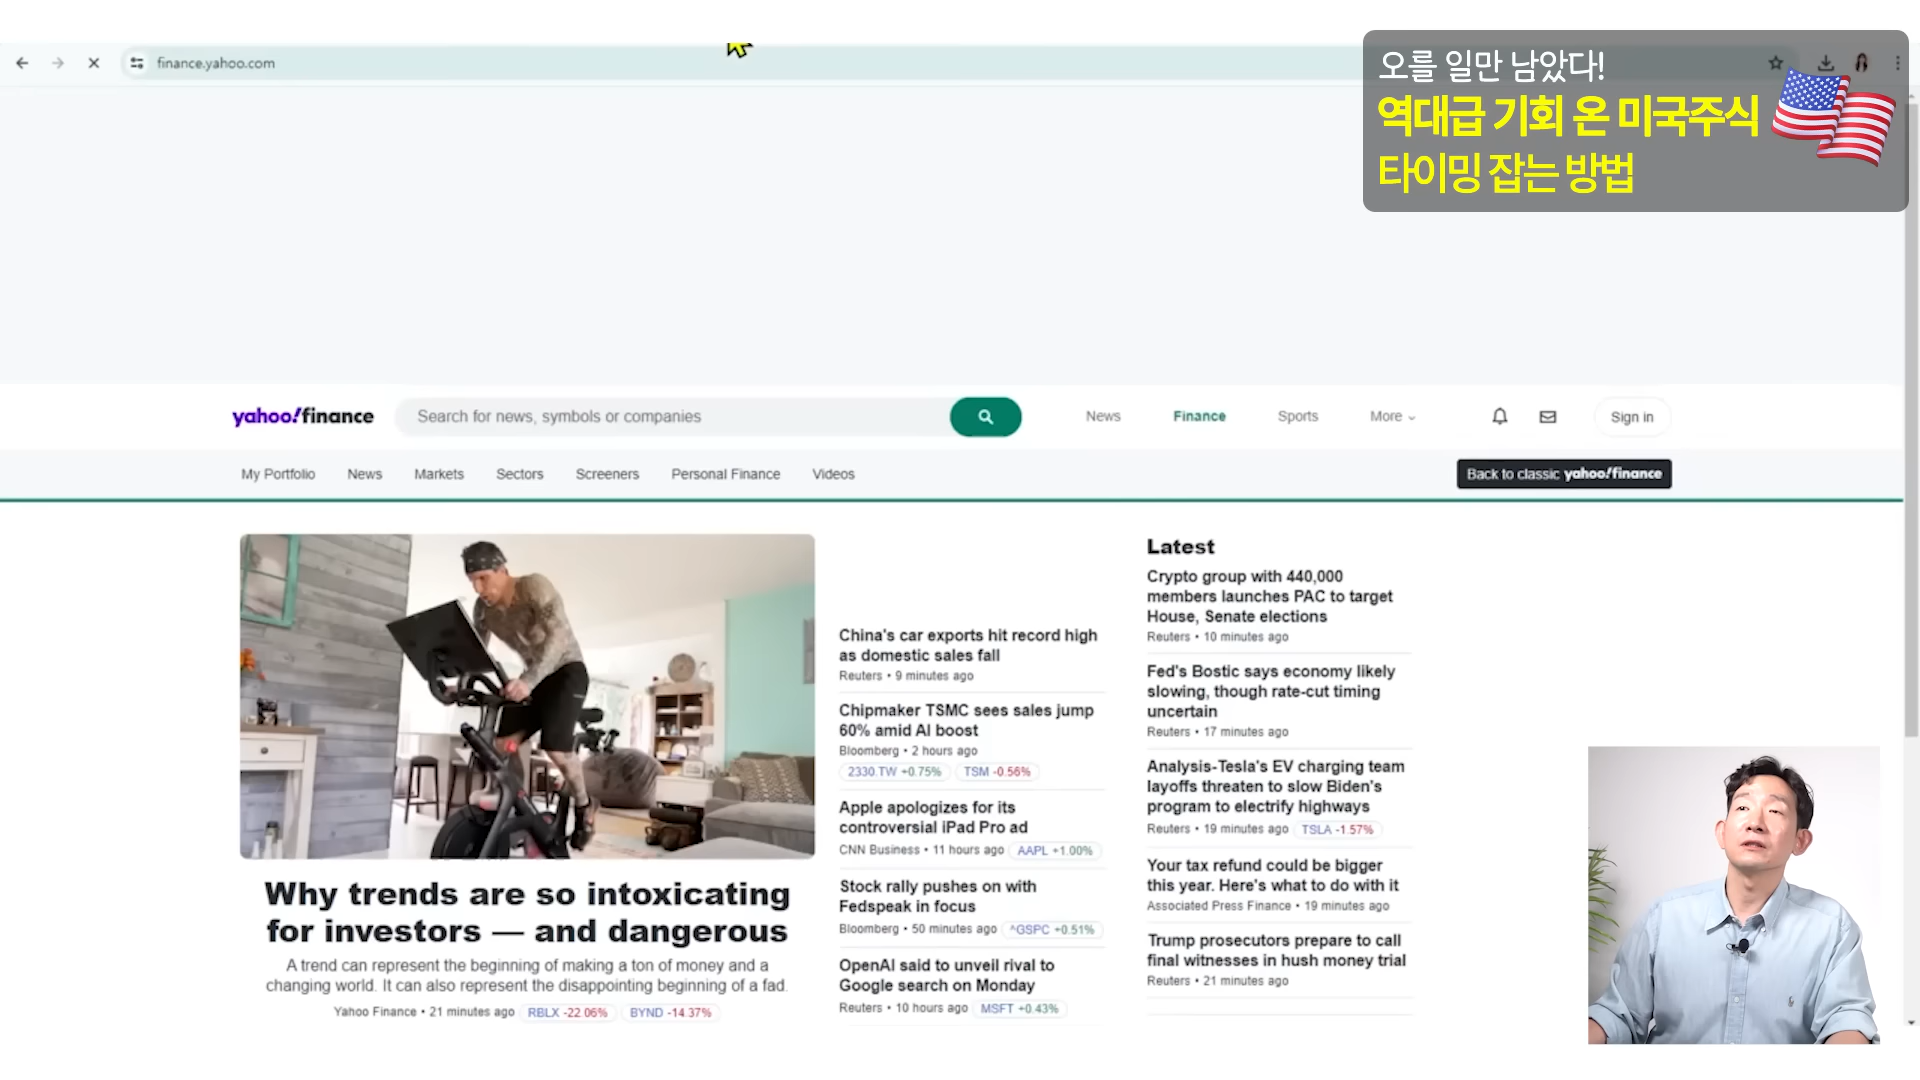 finance.yahoo.com
오를 일만 남았다!
역대급 기회 온 미국주식
타이밍 잡는 방법
yahoo!finance
Search for news, symbols or companies
News
Finance
Sports
More
Sign in
My Portfolio
News
Markets
Sectors
Screeners
Personal Finance
Videos
Back to classic yahoo!finance
Why trends are so intoxicating
for investors — and dangerous
A trend can represent the beginning of making a ton of money and a
changing world. It can also represent the disappointing beginning of a fad.
Yahoo Finance • 21 minutes ago RBLX -22.06% BYND -14.37%
China's car exports hit record high
as domestic sales fall
Reuters • 9 minutes ago
Chipmaker TSMC sees sales jump
60% amid AI boost
Bloomberg • 2 hours ago
2330.TW +0.75% TSM -0.56%
Apple apologizes for its
controversial iPad Pro ad
CNN Business • 11 hours ago AAPL +1.00%
Stock rally pushes on with
Fedspeak in focus
Bloomberg • 50 minutes ago ^GSPC +0.51%
OpenAI said to unveil rival to
Google search on Monday
Reuters • 10 hours ago MSFT +0.43%
Latest
Crypto group with 440,000
members launches PAC to target
House, Senate elections
Reuters • 10 minutes ago
Fed's Bostic says economy likely
slowing, though rate-cut timing
uncertain
Reuters • 17 minutes ago
Analysis-Tesla's EV charging team
layoffs threaten to slow Biden's
program to electrify highways
Reuters • 19 minutes ago TSLA -1.57%
Your tax refund could be bigger
this year. Here's what to do with it
Associated Press Finance • 19 minutes ago
Trump prosecutors prepare to call
final witnesses in hush money trial
Reuters • 21 minutes ago